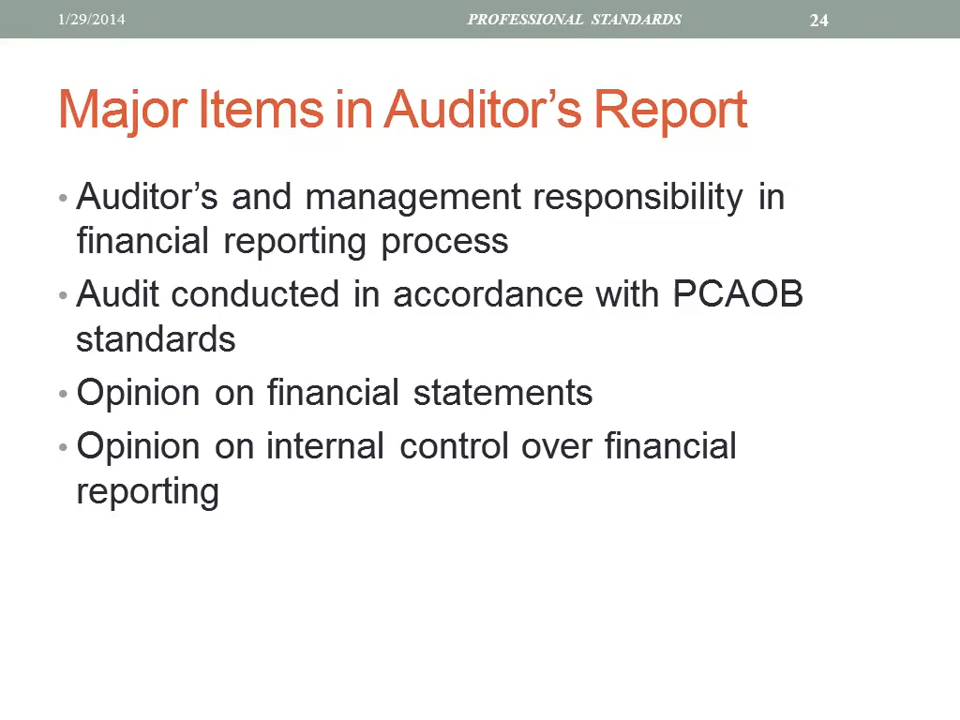 1/29/2014 PROFESSIONAL STANDARDS 24
Major Items in Auditor’s Report
• Auditor’s and management responsibility in
financial reporting process
• Audit conducted in accordance with PCAOB
standards
• Opinion on financial statements
• Opinion on internal control over financial
reporting